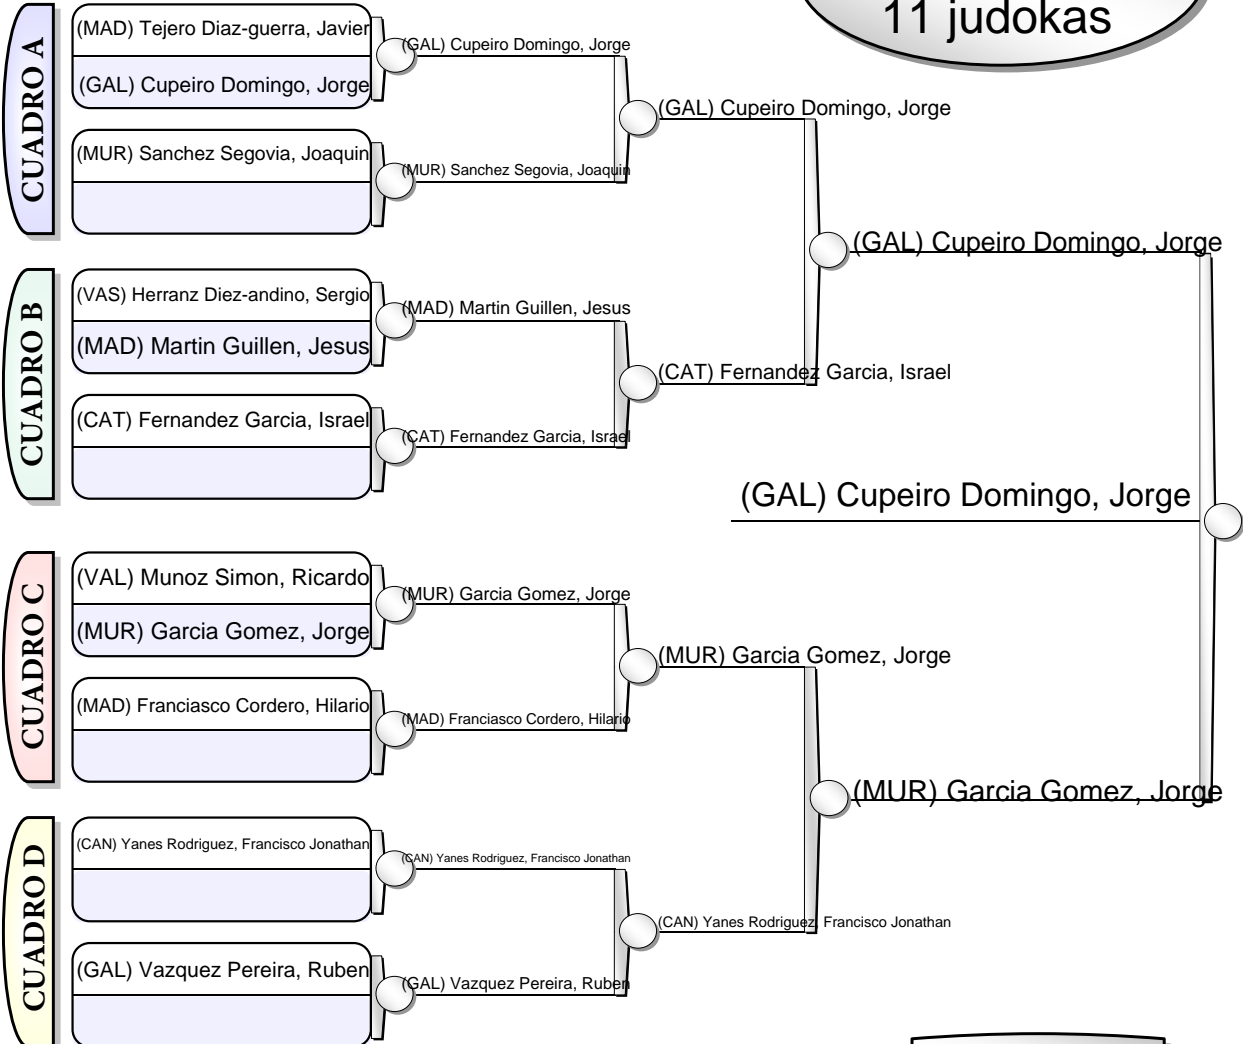 11 judokas
CUADRO A
(MAD) Tejero Diaz-guerra, Javier
(GAL) Cupeiro Domingo, Jorge
(MUR) Sanchez Segovia, Joaquin
(GAL) Cupeiro Domingo, Jorge
(MUR) Sanchez Segovia, Joaquin
(GAL) Cupeiro Domingo, Jorge
CUADRO B
(VAS) Herranz Diez-andino, Sergio
(MAD) Martin Guillen, Jesus
(CAT) Fernandez Garcia, Israel
(MAD) Martin Guillen, Jesus
(CAT) Fernandez Garcia, Israel
(CAT) Fernandez Garcia, Israel
(GAL) Cupeiro Domingo, Jorge
(GAL) Cupeiro Domingo, Jorge
CUADRO C
(VAL) Munoz Simon, Ricardo
(MUR) Garcia Gomez, Jorge
(MAD) Franciasco Cordero, Hilario
(MUR) Garcia Gomez, Jorge
(MAD) Franciasco Cordero, Hilario
(MUR) Garcia Gomez, Jorge
CUADRO D
(CAN) Yanes Rodriguez, Francisco Jonathan
(GAL) Vazquez Pereira, Ruben
(CAN) Yanes Rodriguez, Francisco Jonathan
(GAL) Vazquez Pereira, Ruben
(CAN) Yanes Rodriguez, Francisco Jonathan
(MUR) Garcia Gomez, Jorge